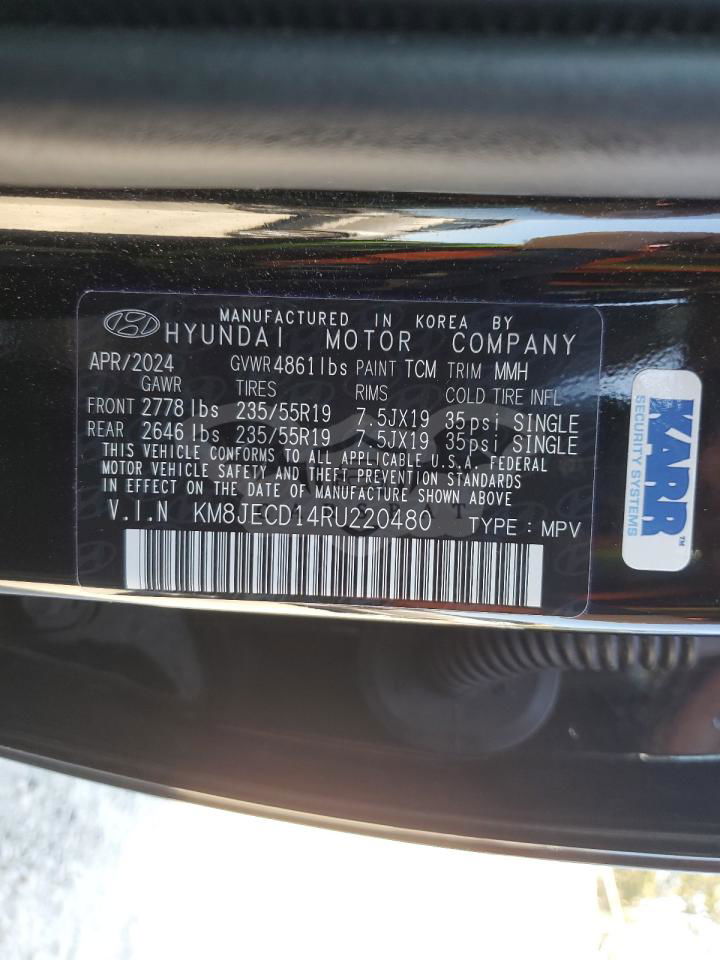 MANUFACTURED IN KOREA BY
HYUNDAI MOTOR COMPANY
APR/2024 GVWR 4861lbs PAINT TCM TRIM MMH
GAWR TIRES RIMS COLD TIRE INFL
FRONT 2778 lbs 235/55R19 7.5JX19 35psi SINGLE
REAR 2646 lbs 235/55R19 7.5JX19 35psi SINGLE
THIS VEHICLE CONFORMS TO ALL APPLICABLE U.S.A. FEDERAL
MOTOR VEHICLE SAFETY AND THEFT PREVENTION STANDARDS
IN EFFECT ON THE DATE OF MANUFACTURE SHOWN ABOVE
V.I.N KM8JECD14RU220480 TYPE : MPV
KARR™
SECURITY SYSTEMS